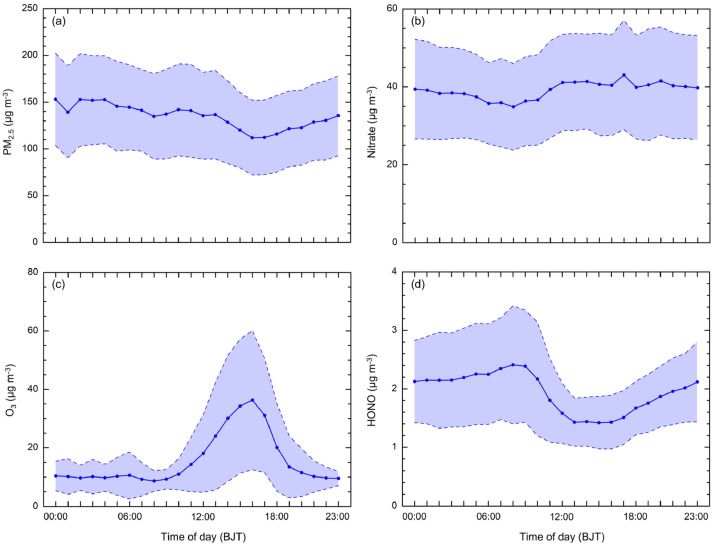 (a)
250
200
150
100
50
0
PM2.5 (μg m-3)
(b)
60
40
20
0
Nitrate (μg m-3)
(c)
80
60
40
20
0
O3 (μg m-3)
00:00 06:00 12:00 18:00 23:00
Time of day (BJT)
(d)
4
3
2
1
0
HONO (μg m-3)
00:00 06:00 12:00 18:00 23:00
Time of day (BJT)